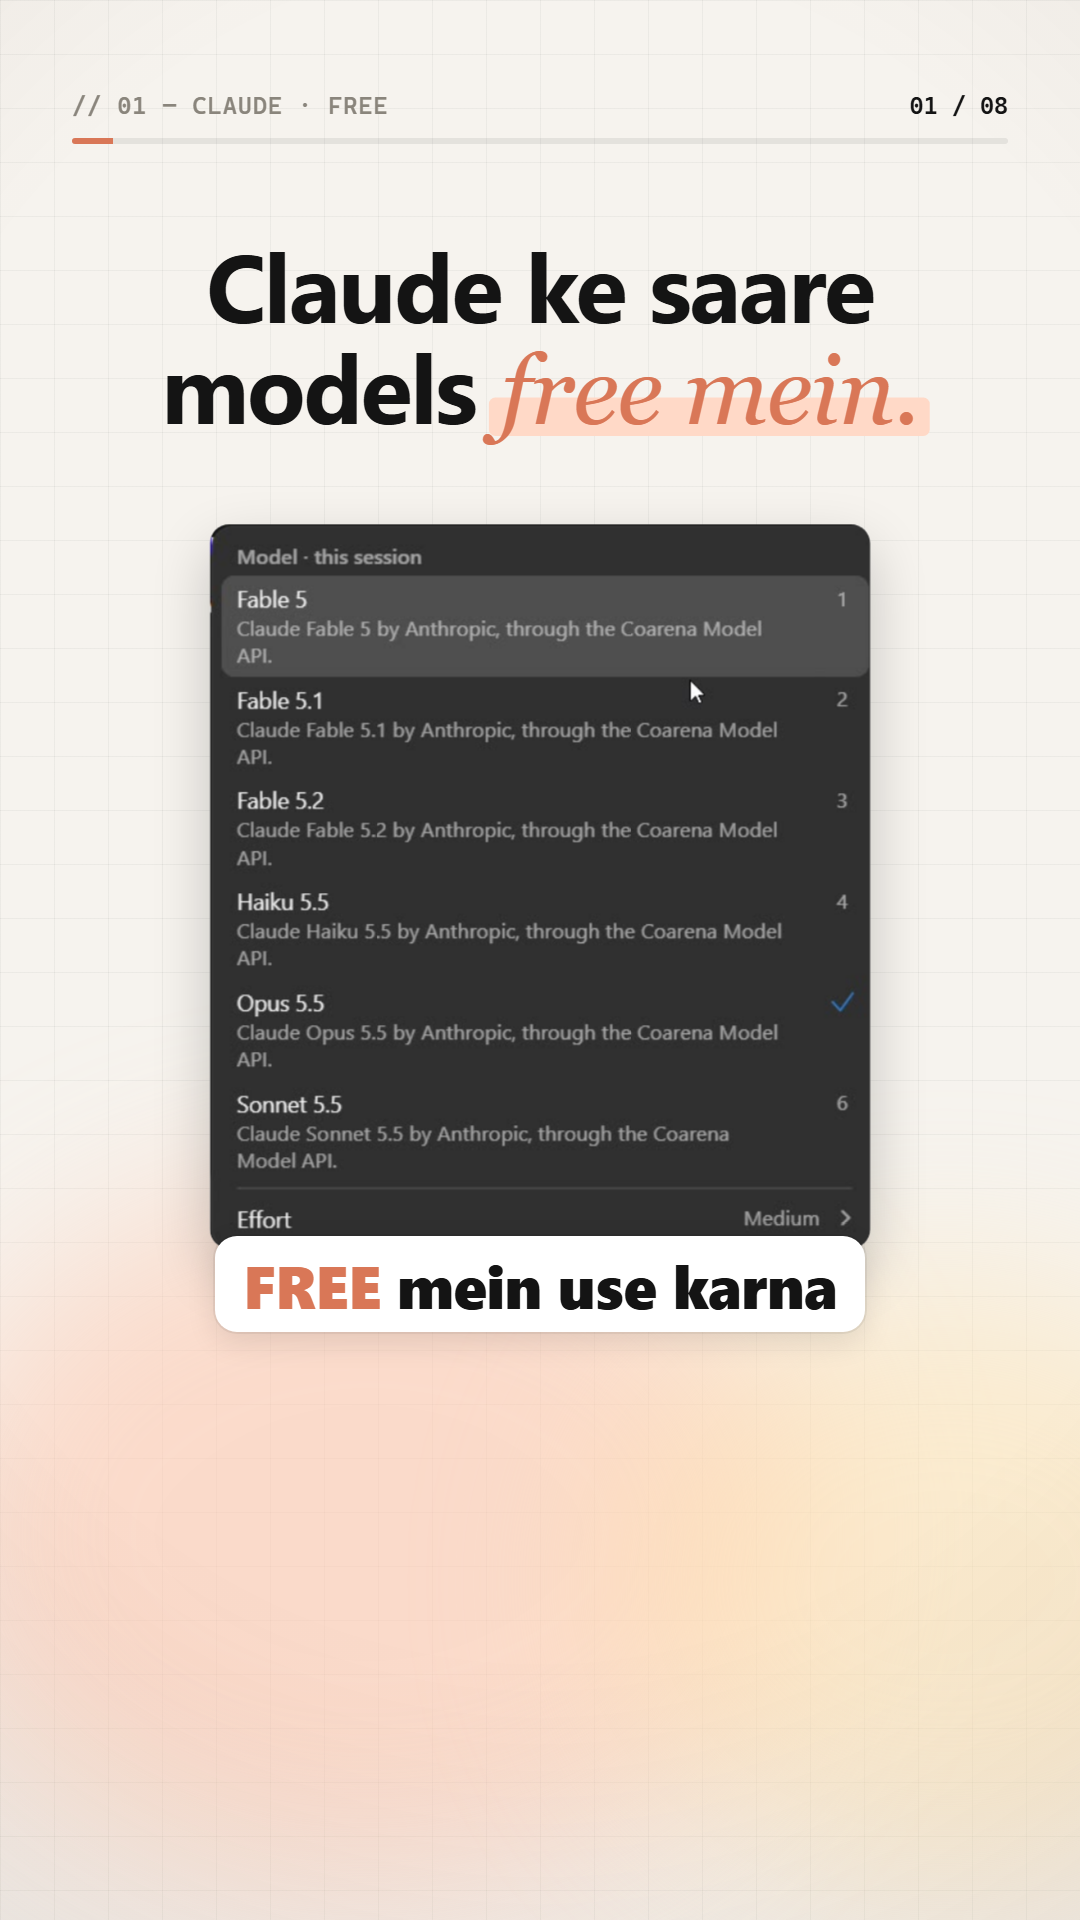 // 01 — CLAUDE · FREE
01 / 08
Claude ke saare
models free mein.
Model · this session
Fable 5 1
Claude Fable 5 by Anthropic, through the Coarena Model
API.
Fable 5.1 2
Claude Fable 5.1 by Anthropic, through the Coarena Model
API.
Fable 5.2 3
Claude Fable 5.2 by Anthropic, through the Coarena Model
API.
Haiku 5.5 4
Claude Haiku 5.5 by Anthropic, through the Coarena Model
API.
Opus 5.5
Claude Opus 5.5 by Anthropic, through the Coarena Model
API.
Sonnet 5.5 6
Claude Sonnet 5.5 by Anthropic, through the Coarena
Model API.
Effort Medium
FREE mein use karna